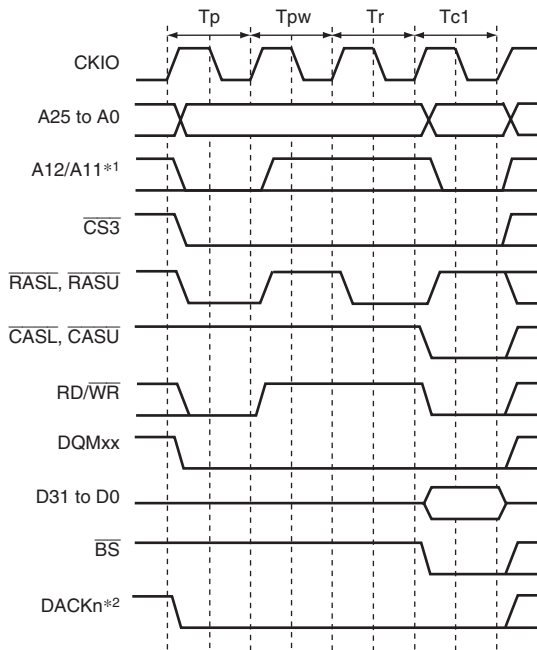 Tp Tpw Tr Tc1
CKIO
A25 to A0
A12/A11*1
CS3
RASL, RASU
CASL, CASU
RD/WR
DQMxx
D31 to D0
BS
DACKn*2